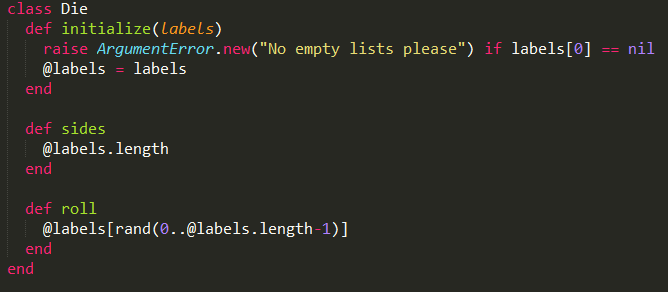 class Die
  def initialize(labels)
    raise ArgumentError.new("No empty lists please") if labels[0] == nil
    @labels = labels
  end

  def sides
    @labels.length
  end

  def roll
    @labels[rand(0..@labels.length-1)]
  end
end